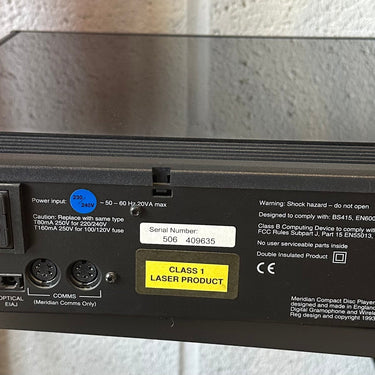 Power input: 230/ 240V ~ 50 – 60 Hz 20VA max
Caution: Replace with same type
T80mA 250V for 220/240V
T160mA 250V for 100/120V fuse
Serial Number:
506 409635
CLASS 1
LASER PRODUCT
OPTICAL
EIAJ
COMMS
(Meridian Comms Only)
Warning: Shock hazard – do not open
Designed to comply with: BS415, EN600
Class B Computing Device to comply
FCC Rules Subpart J, Part 15 EN55013,
No user serviceable parts inside
Double Insulated Product
CE
Meridian Compact Disc Player
designed and made in England
Digital Gramophone and Wirele
Reg design and copyright 1993